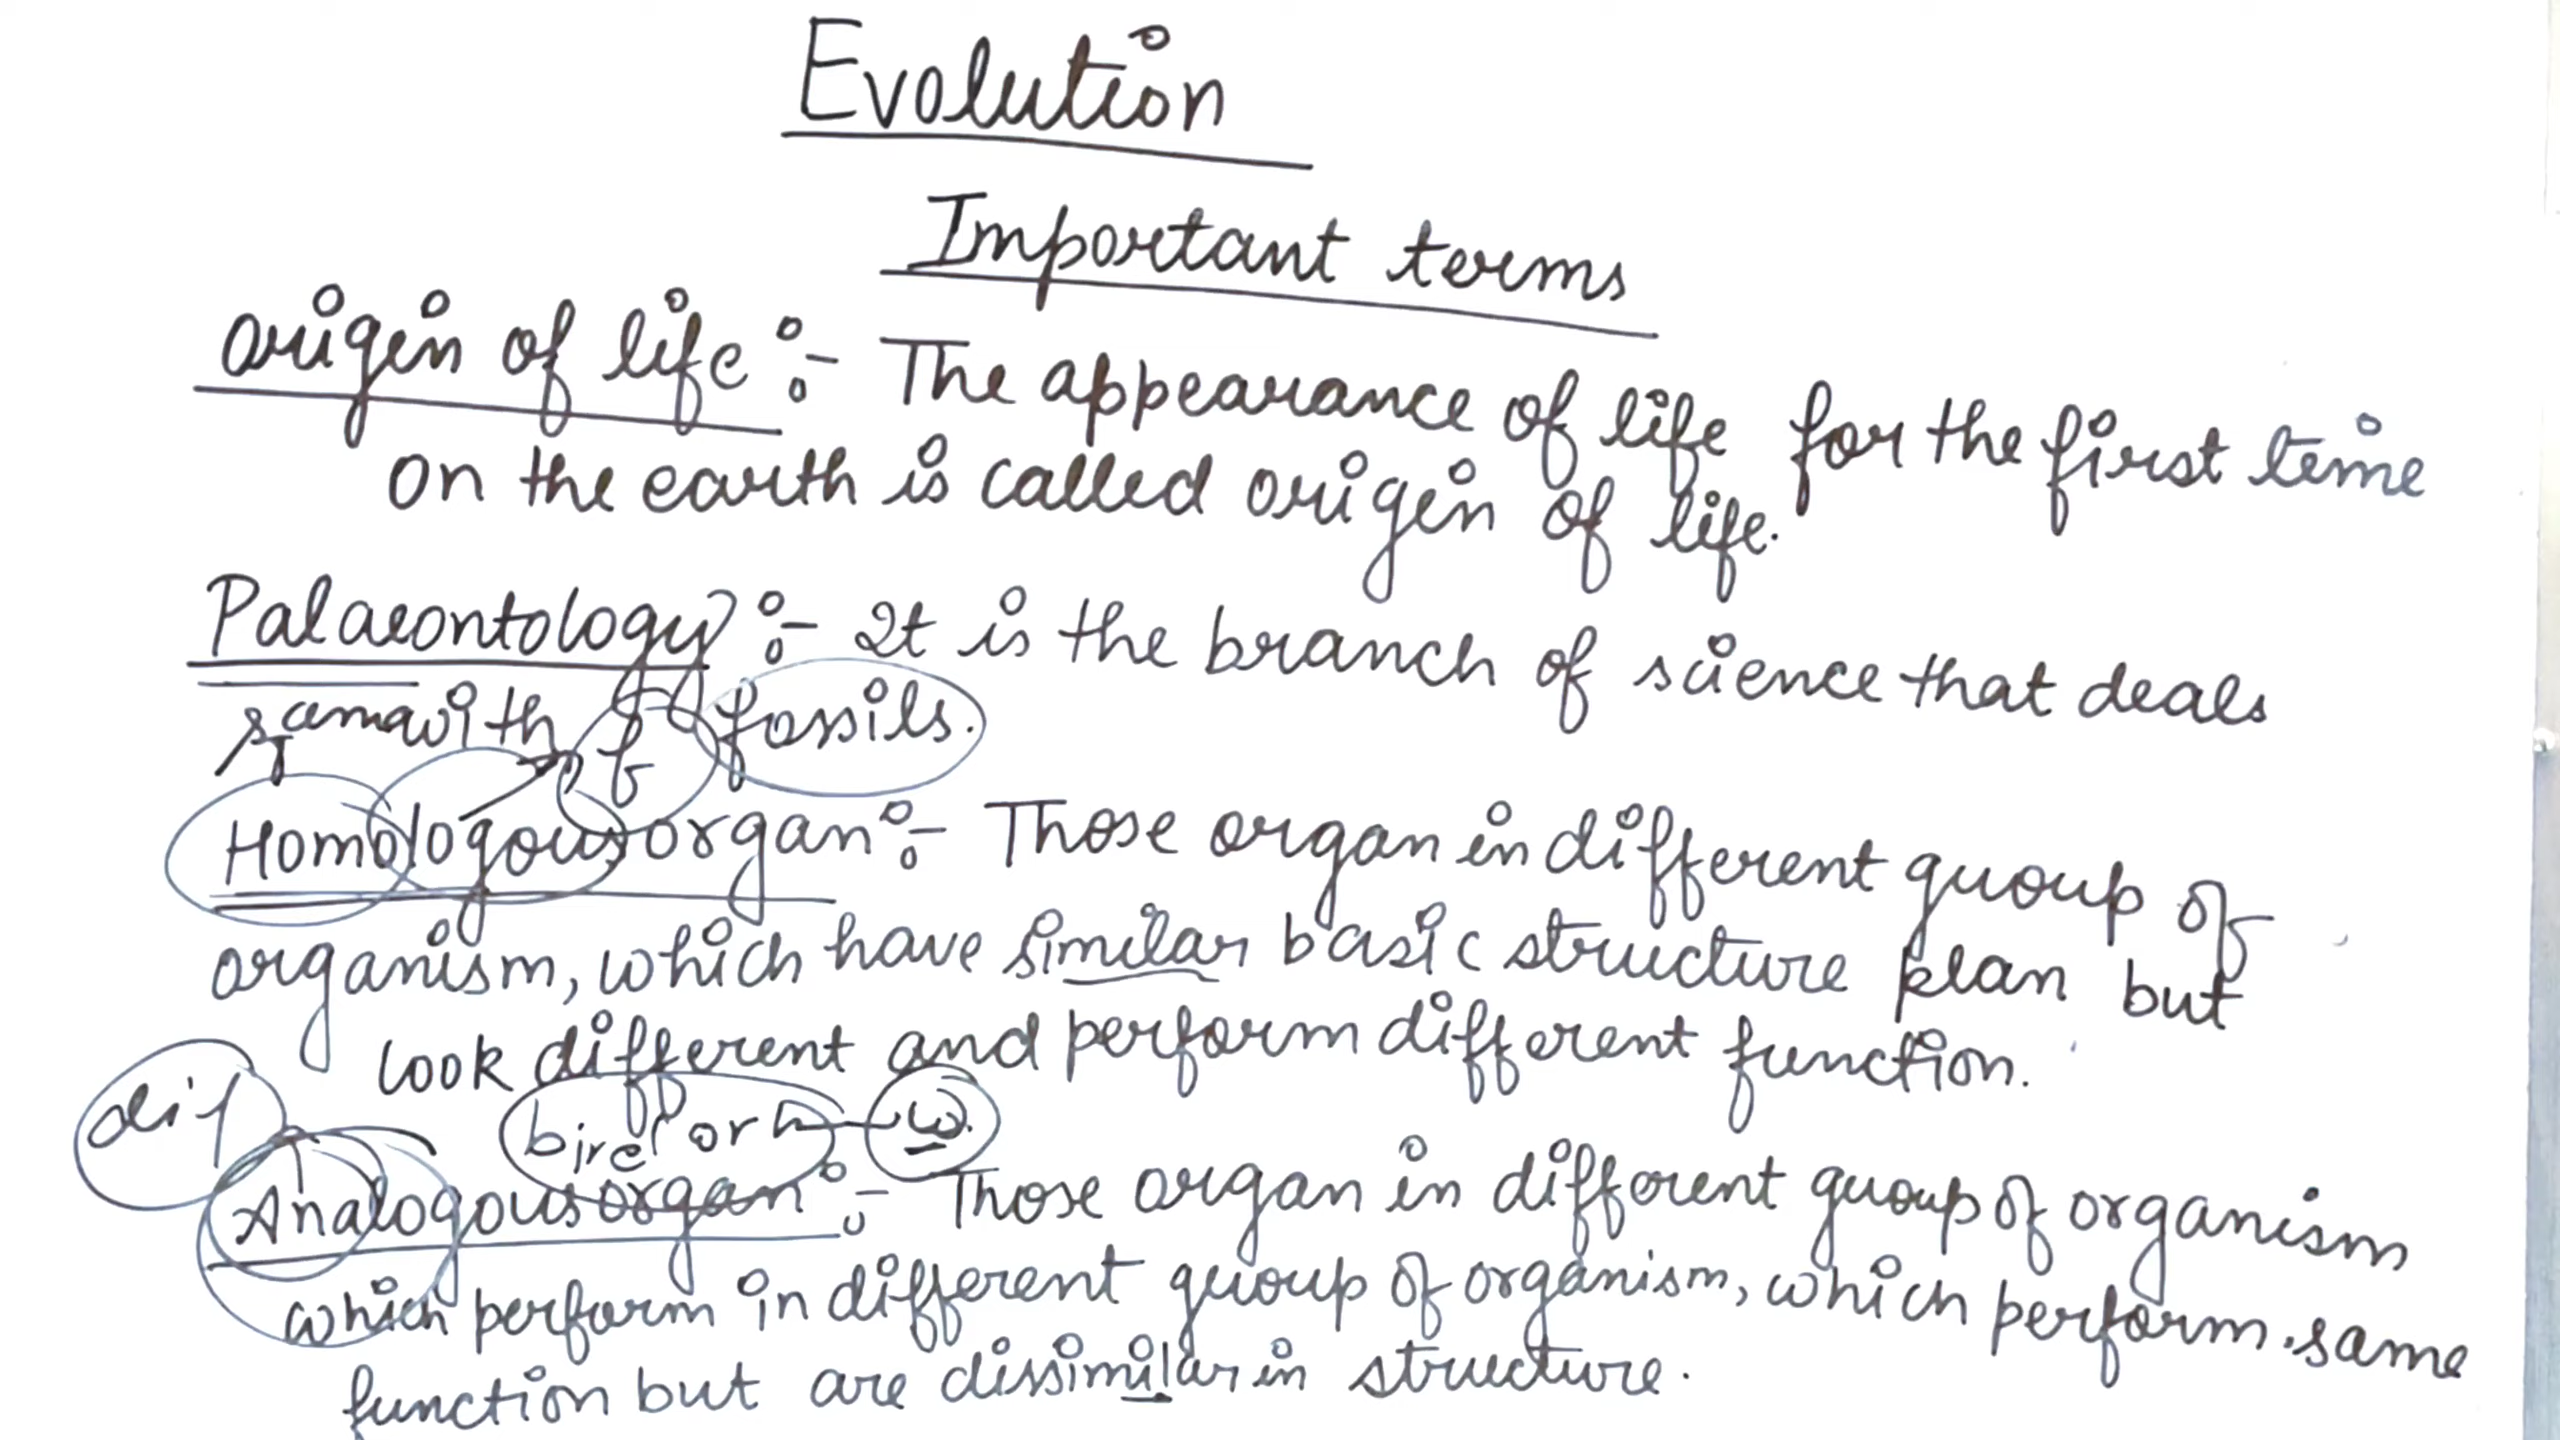 Evolution
Important terms
origin of life :- The appearance of life for the first time
on the earth is called origin of life.
Palaeontology :- It is the branch of science that deals
same with fossils.
Homologous organ :- Those organ in different group of
organism, which have similar basic structure plan but
look different and perform different function.
dif
Analogous organ :- Those organ in different group of organism
which perform in different group of organism, which perform same
function but are dissimilar in structure.